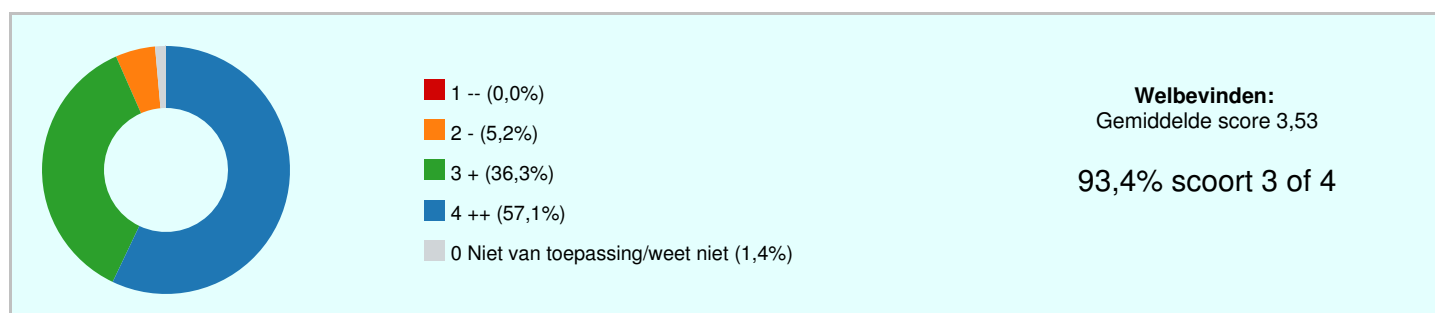 1 -- (0,0%)
2 - (5,2%)
3 + (36,3%)
4 ++ (57,1%)
0 Niet van toepassing/weet niet (1,4%)
Welbevinden:
Gemiddelde score 3,53
93,4% scoort 3 of 4